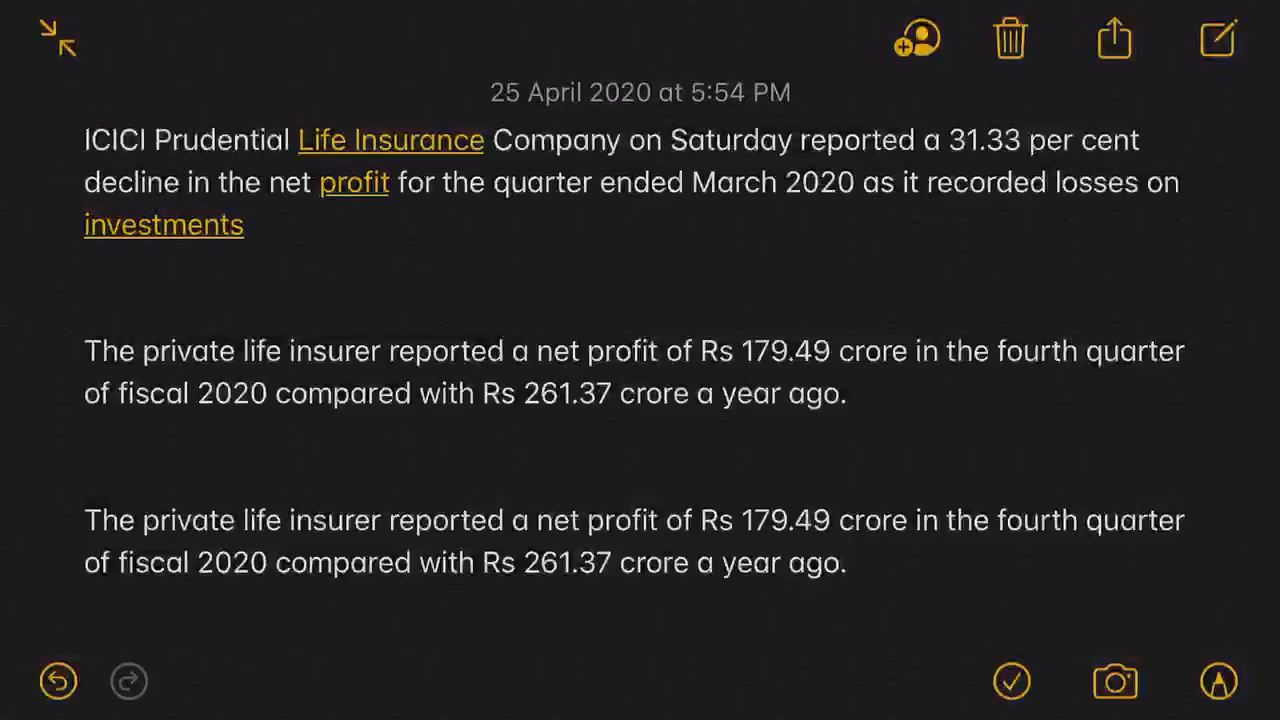 25 April 2020 at 5:54 PM
ICICI Prudential Life Insurance Company on Saturday reported a 31.33 per cent
decline in the net profit for the quarter ended March 2020 as it recorded losses on
investments
The private life insurer reported a net profit of Rs 179.49 crore in the fourth quarter
of fiscal 2020 compared with Rs 261.37 crore a year ago.
The private life insurer reported a net profit of Rs 179.49 crore in the fourth quarter
of fiscal 2020 compared with Rs 261.37 crore a year ago.